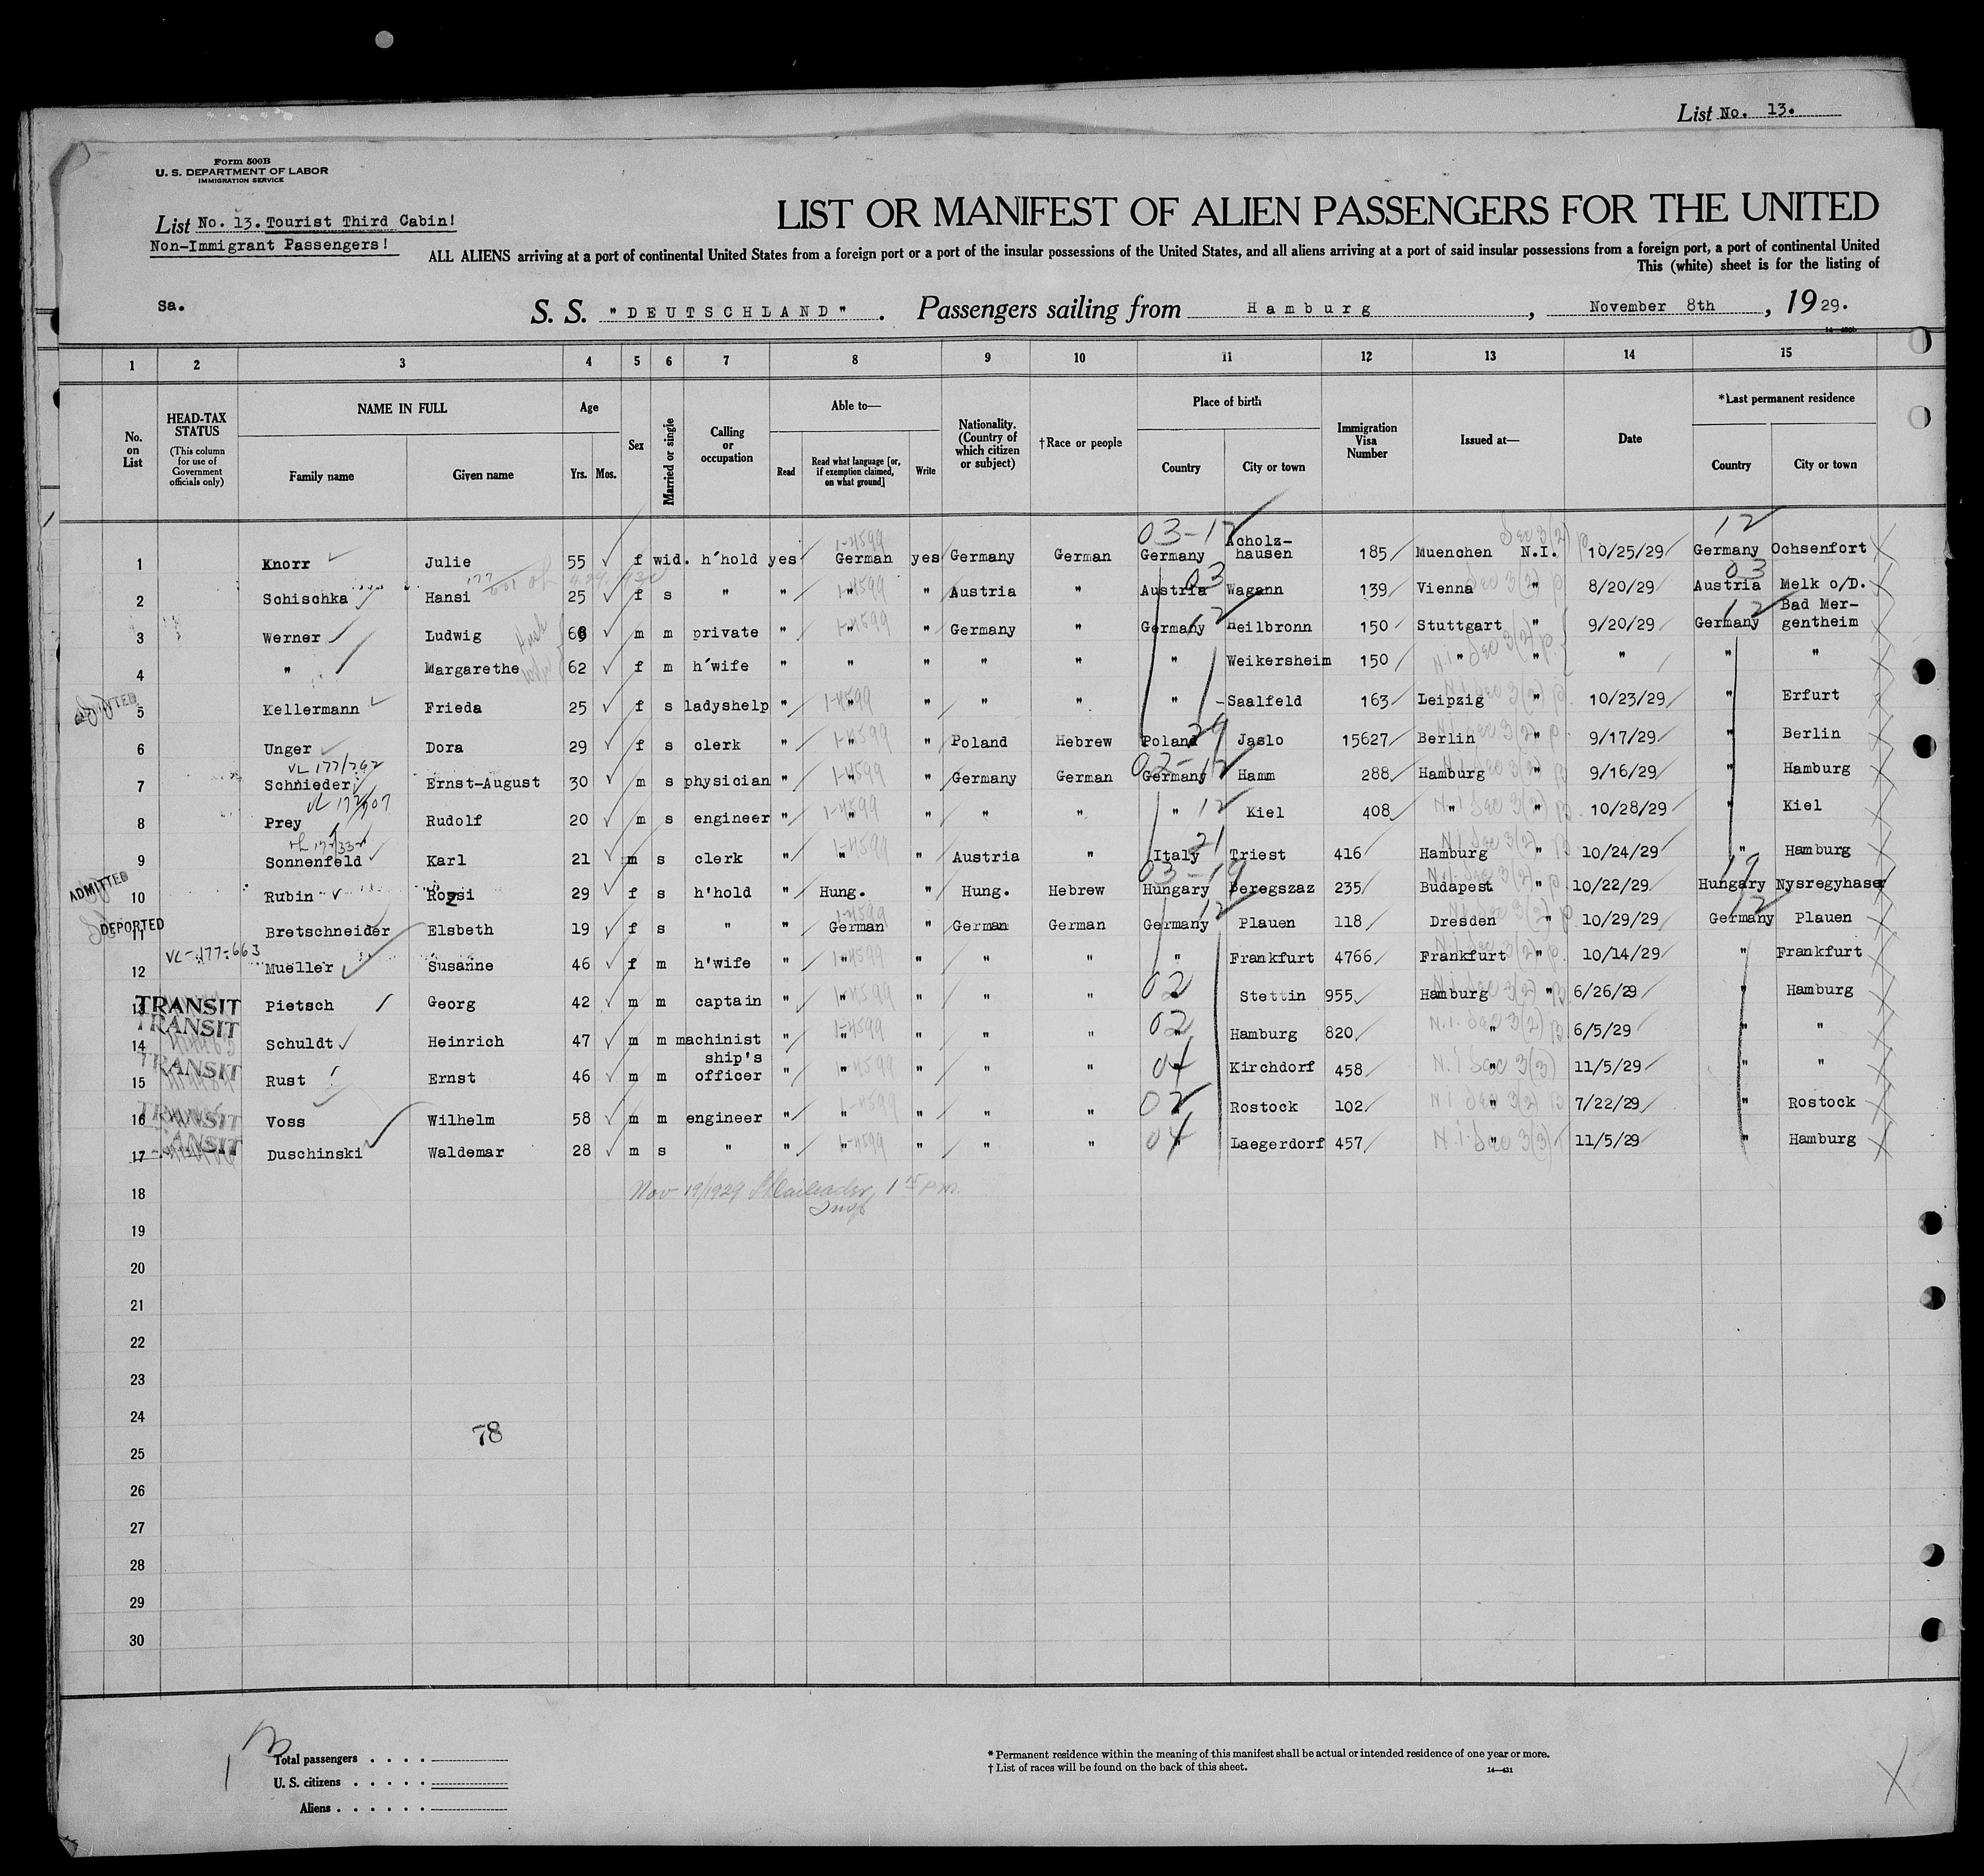 List No. 13.
Form 500B
U. S. DEPARTMENT OF LABOR
IMMIGRATION SERVICE
List No. 13. Tourist Third Cabin!
Non-Immigrant Passengers!
LIST OR MANIFEST OF ALIEN PASSENGERS FOR THE UNITED
ALL ALIENS arriving at a port of continental United States from a foreign port or a port of the insular possessions of the United States, and all aliens arriving at a port of said insular possessions from a foreign port, a port of continental United
This (white) sheet is for the listing of
Sa.
S. S. "DEUTSCHLAND". Passengers sailing from Hamburg, November 8th, 1929.
1 2 3 4 5 6 7 8 9 10 11 12 13 14 15
No. on List
HEAD-TAX STATUS (This column for use of Government officials only)
NAME IN FULL Family name Given name
Age Yrs. Mos.
Sex
Married or single
Calling or occupation
Able to— Read Read what language [or, if exemption claimed, on what ground] Write
Nationality. (Country of which citizen or subject)
†Race or people
Place of birth Country City or town
Immigration Visa Number
Issued at—
Date
*Last permanent residence Country City or town
1 Knorr Julie 55 f wid. h'hold yes German yes Germany German Germany Acholz-hausen 185 Muenchen N.I. 10/25/29 Germany Ochsenfort
2 Schischka Hansi 25 f s " " " " Austria " Austria Wagann 139 Vienna " 8/20/29 Austria Melk o/D.
3 Werner Ludwig m m private " " " Germany " Germany Heilbronn 150 Stuttgart " 9/20/29 Germany Bad Mer-gentheim
4 " Margarethe 62 f m h'wife " " " " " " Weikersheim 150 " " " " "
5 Kellermann Frieda 25 f s ladyshelp " " " " " " Saalfeld 163 Leipzig " 10/23/29 " Erfurt
6 Unger Dora 29 f s clerk " " " Poland Hebrew Poland Jaslo 15627 Berlin " 9/17/29 " Berlin
7 Schnieder Ernst-August 30 m s physician " " " Germany German Germany Hamm 288 Hamburg " 9/16/29 " Hamburg
8 Prey Rudolf 20 m s engineer " " " " " " Kiel 408 " " 10/28/29 " Kiel
9 Sonnenfeld Karl 21 m s clerk " " " Austria " Italy Triest 416 Hamburg " 10/24/29 " Hamburg
ADMITTED
10 Rubin 29 f s h'hold " Hung. " Hung. Hebrew Hungary Beregszaz 235 Budapest " 10/22/29 Hungary Nysregyhaser
DEPORTED
11 Bretschneider Elsbeth 19 f s " " German " German German Germany Plauen 118 Dresden " 10/29/29 Germany Plauen
VL-177-663
12 Mueller Susanne 46 f m h'wife " " " " " " Frankfurt 4766 Frankfurt " 10/14/29 " Frankfurt
13 TRANSIT Pietsch Georg 42 m m captain " " " " " Stettin 955 Hamburg " 6/26/29 " Hamburg
14 TRANSIT Schuldt Heinrich 47 m m machinist " " " " " " Hamburg 820 " 6/5/29 " "
15 TRANSIT Rust Ernst 46 m m ship's officer " " " " " " Kirchdorf 458 " 11/5/29 " "
16 TRANSIT Voss Wilhelm 58 m m engineer " " " " " Rostock 102 " 7/22/29 " Rostock
17 TRANSIT Duschinski Waldemar 28 m s " " " " " " Laegerdorf 457 " 11/5/29 " Hamburg
18 Nov 19/1929
19
20
21
22
23
24
78
25
26
27
28
29
30
Total passengers
U. S. citizens
Aliens
* Permanent residence within the meaning of this manifest shall be actual or intended residence of one year or more.
† List of races will be found on the back of this sheet.
14—431